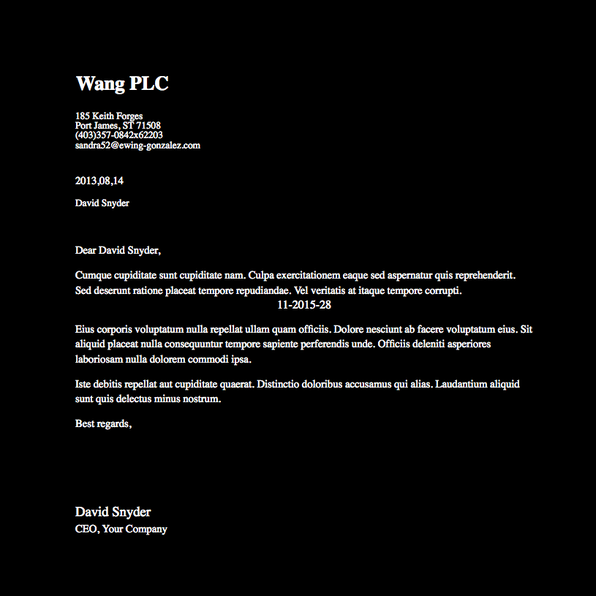 Wang PLC
185 Keith Forges
Port James, ST 71508
(403)357-0842x62203
sandra52@ewing-gonzalez.com
2013,08,14
David Snyder
Dear David Snyder,
Cumque cupiditate sunt cupiditate nam. Culpa exercitationem eaque sed aspernatur quis reprehenderit.
Sed deserunt ratione placeat tempore repudiandae. Vel veritatis at itaque tempore corrupti.
11-2015-28
Eius corporis voluptatum nulla repellat ullam quam officiis. Dolore nesciunt ab facere voluptatum eius. Sit
aliquid placeat nulla consequuntur tempore sapiente perferendis unde. Officiis deleniti asperiores
laboriosam nulla dolorem commodi ipsa.
Iste debitis repellat aut cupiditate quaerat. Distinctio doloribus accusamus qui alias. Laudantium aliquid
sunt quis delectus minus nostrum.
Best regards,
David Snyder
CEO, Your Company